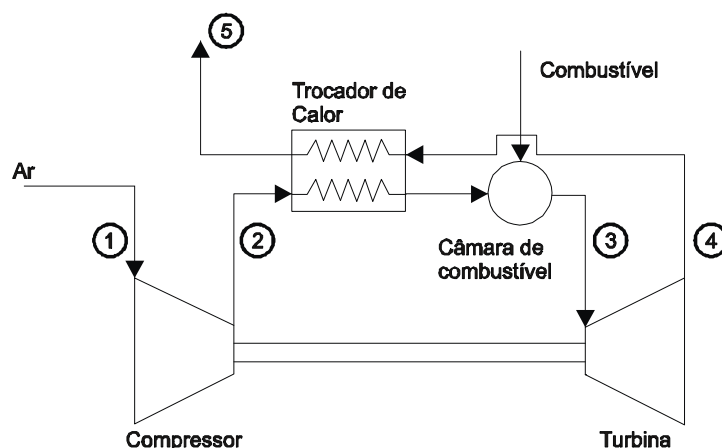 5
Combustível
Trocador de
Calor
Ar
1
2
Câmara de
combustível
3
4
Compressor
Turbina